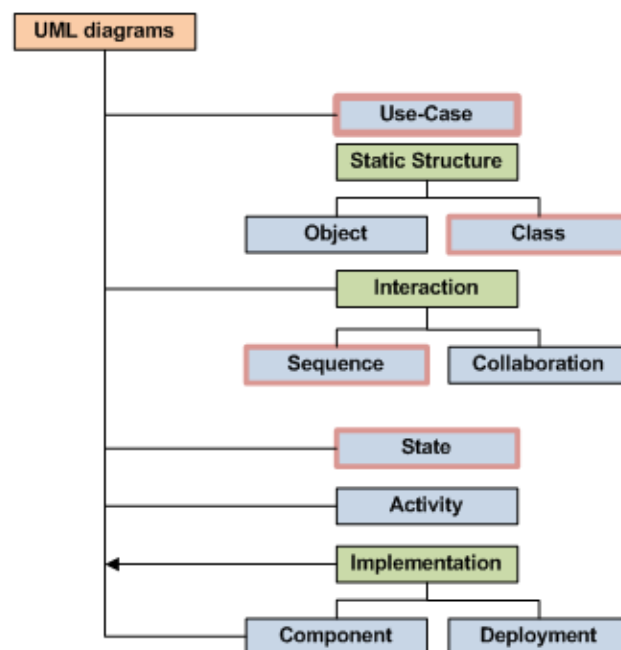 UML diagrams
Use-Case
Static Structure
Object
Class
Interaction
Sequence
Collaboration
State
Activity
Implementation
Component
Deployment